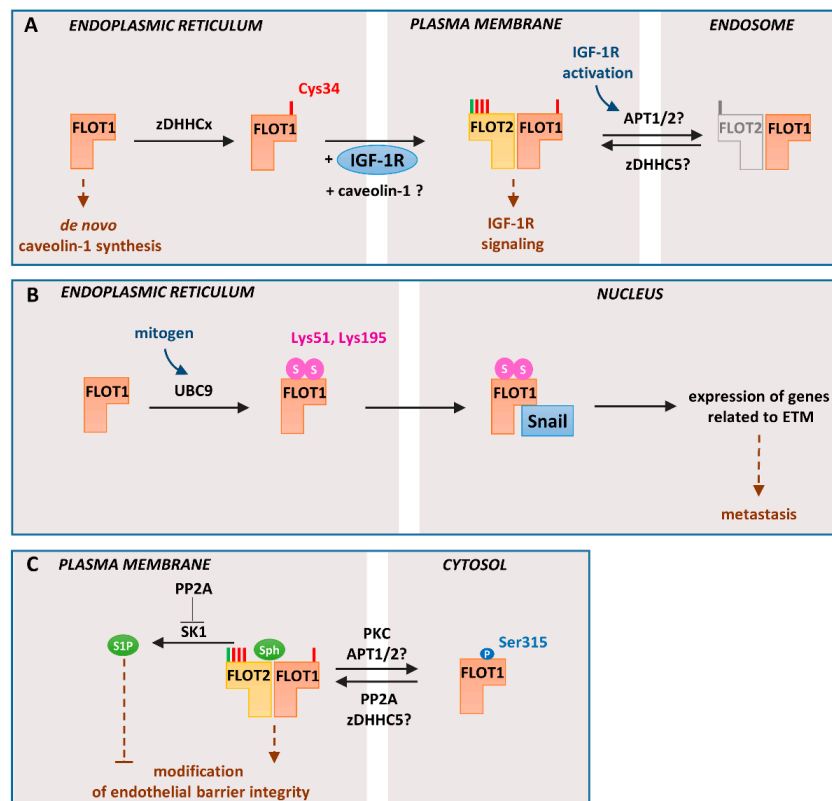 A
ENDOPLASMIC RETICULUM
PLASMA MEMBRANE
ENDOSOME
FLOT1
zDHHCx
Cys34
FLOT1
+ IGF-1R
+ caveolin-1 ?
FLOT2
FLOT1
IGF-1R
activation
APT1/2?
zDHHC5?
FLOT2
FLOT1
de novo
caveolin-1 synthesis
IGF-1R
signaling
B
ENDOPLASMIC RETICULUM
NUCLEUS
mitogen
UBC9
FLOT1
Lys51, Lys195
S S
FLOT1
S S
FLOT1
Snail
expression of genes
related to ETM
metastasis
C
PLASMA MEMBRANE
CYTOSOL
PP2A
SK1
S1P
Sph
FLOT2
FLOT1
PKC
APT1/2?
PP2A
zDHHC5?
Ser315
P
FLOT1
modification
of endothelial barrier integrity